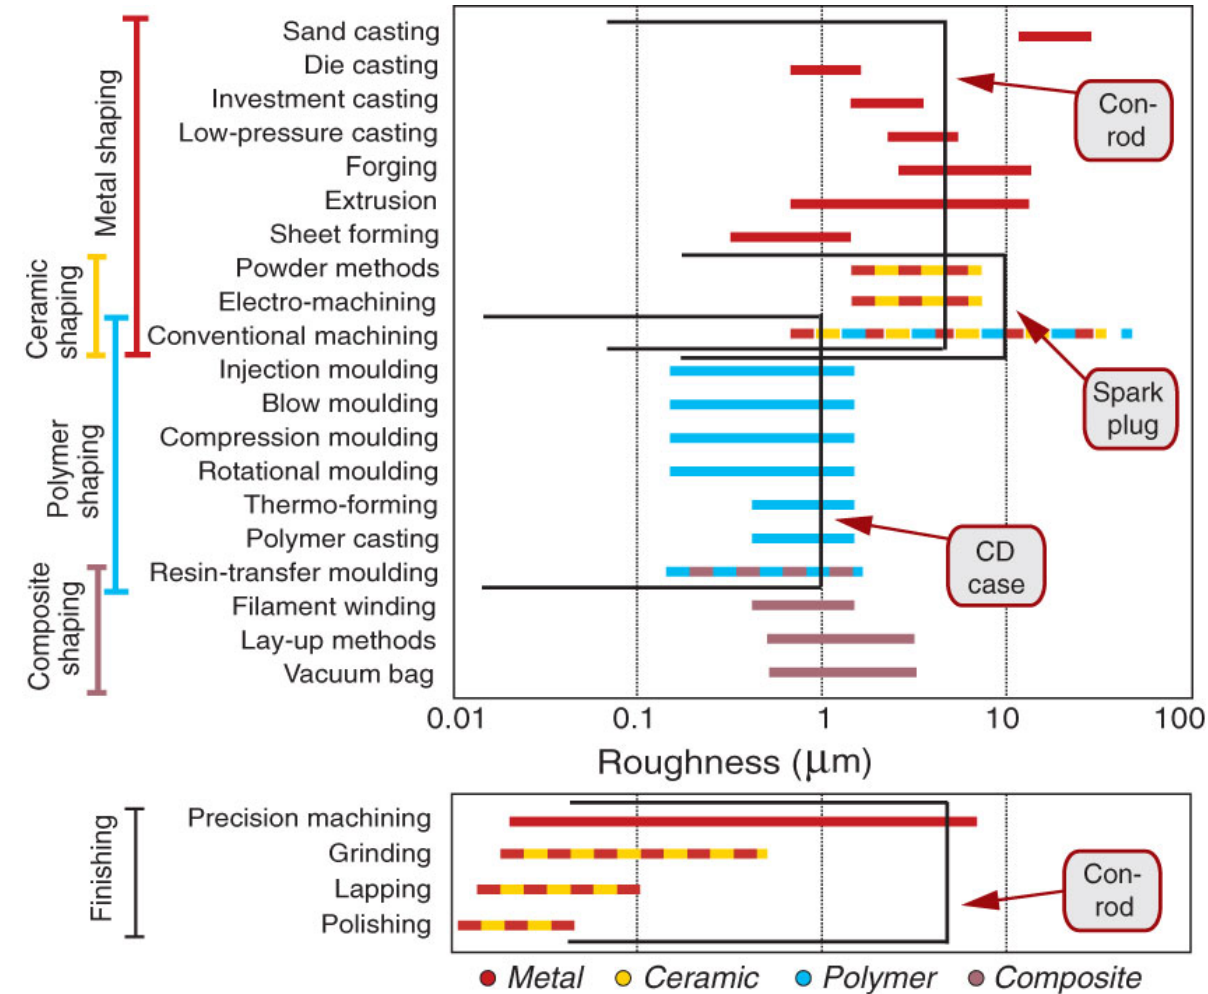 Metal shaping
Ceramic
shaping
Polymer
shaping
Composite
shaping
Sand casting
Die casting
Investment casting
Low-pressure casting
Forging
Extrusion
Sheet forming
Powder methods
Electro-machining
Conventional machining
Injection moulding
Blow moulding
Compression moulding
Rotational moulding
Thermo-forming
Polymer casting
Resin-transfer moulding
Filament winding
Lay-up methods
Vacuum bag
Con-
rod
Spark
plug
CD
case
0.01 0.1 1 10 100
Roughness (μm)
Finishing
Precision machining
Grinding
Lapping
Polishing
Con-
rod
Metal Ceramic Polymer Composite